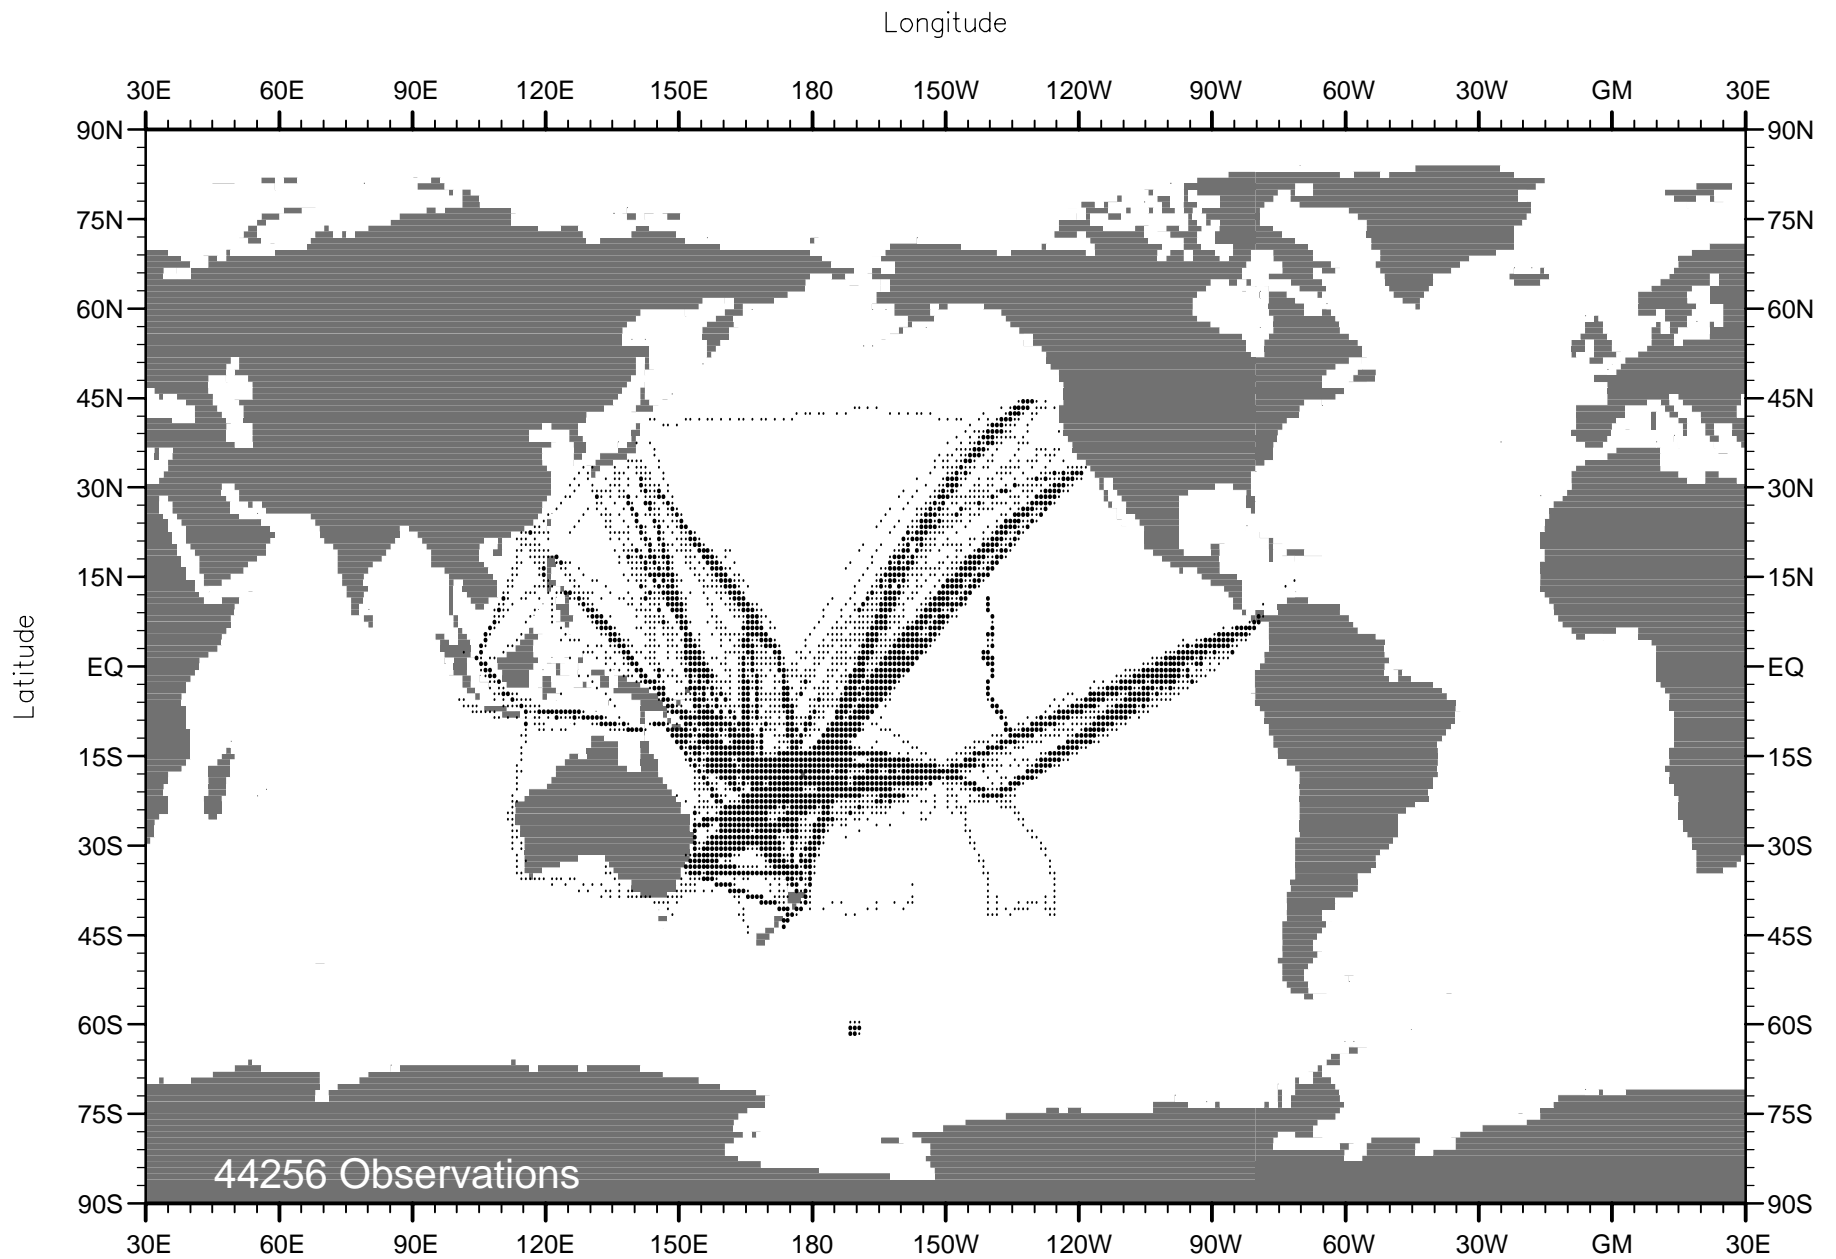 Longitude
30E 60E 90E 120E 150E 180 150W 120W 90W 60W 30W GM 30E
90N 90N
75N 75N
60N 60N
45N 45N
30N 30N
15N 15N
Latitude
EQ EQ
15S 15S
30S 30S
45S 45S
60S 60S
75S 75S
44256 Observations
90S 90S
30E 60E 90E 120E 150E 180 150W 120W 90W 60W 30W GM 30E